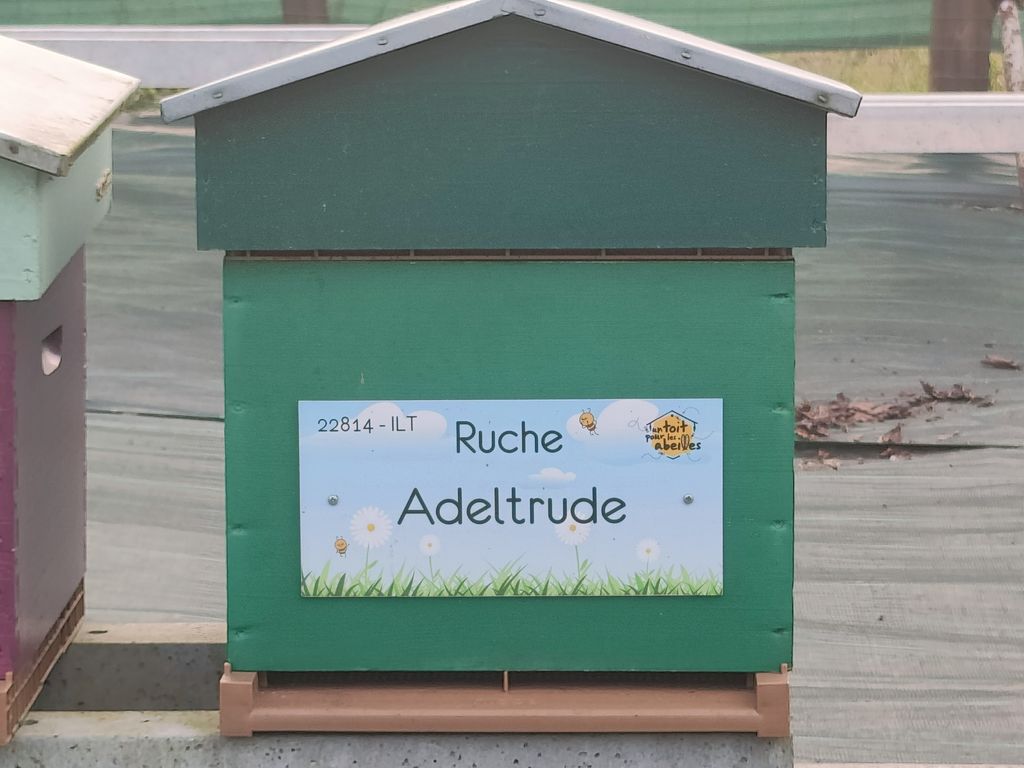 22814 - ILT
Ruche
un toit
pour les
abeilles
Adeltrude